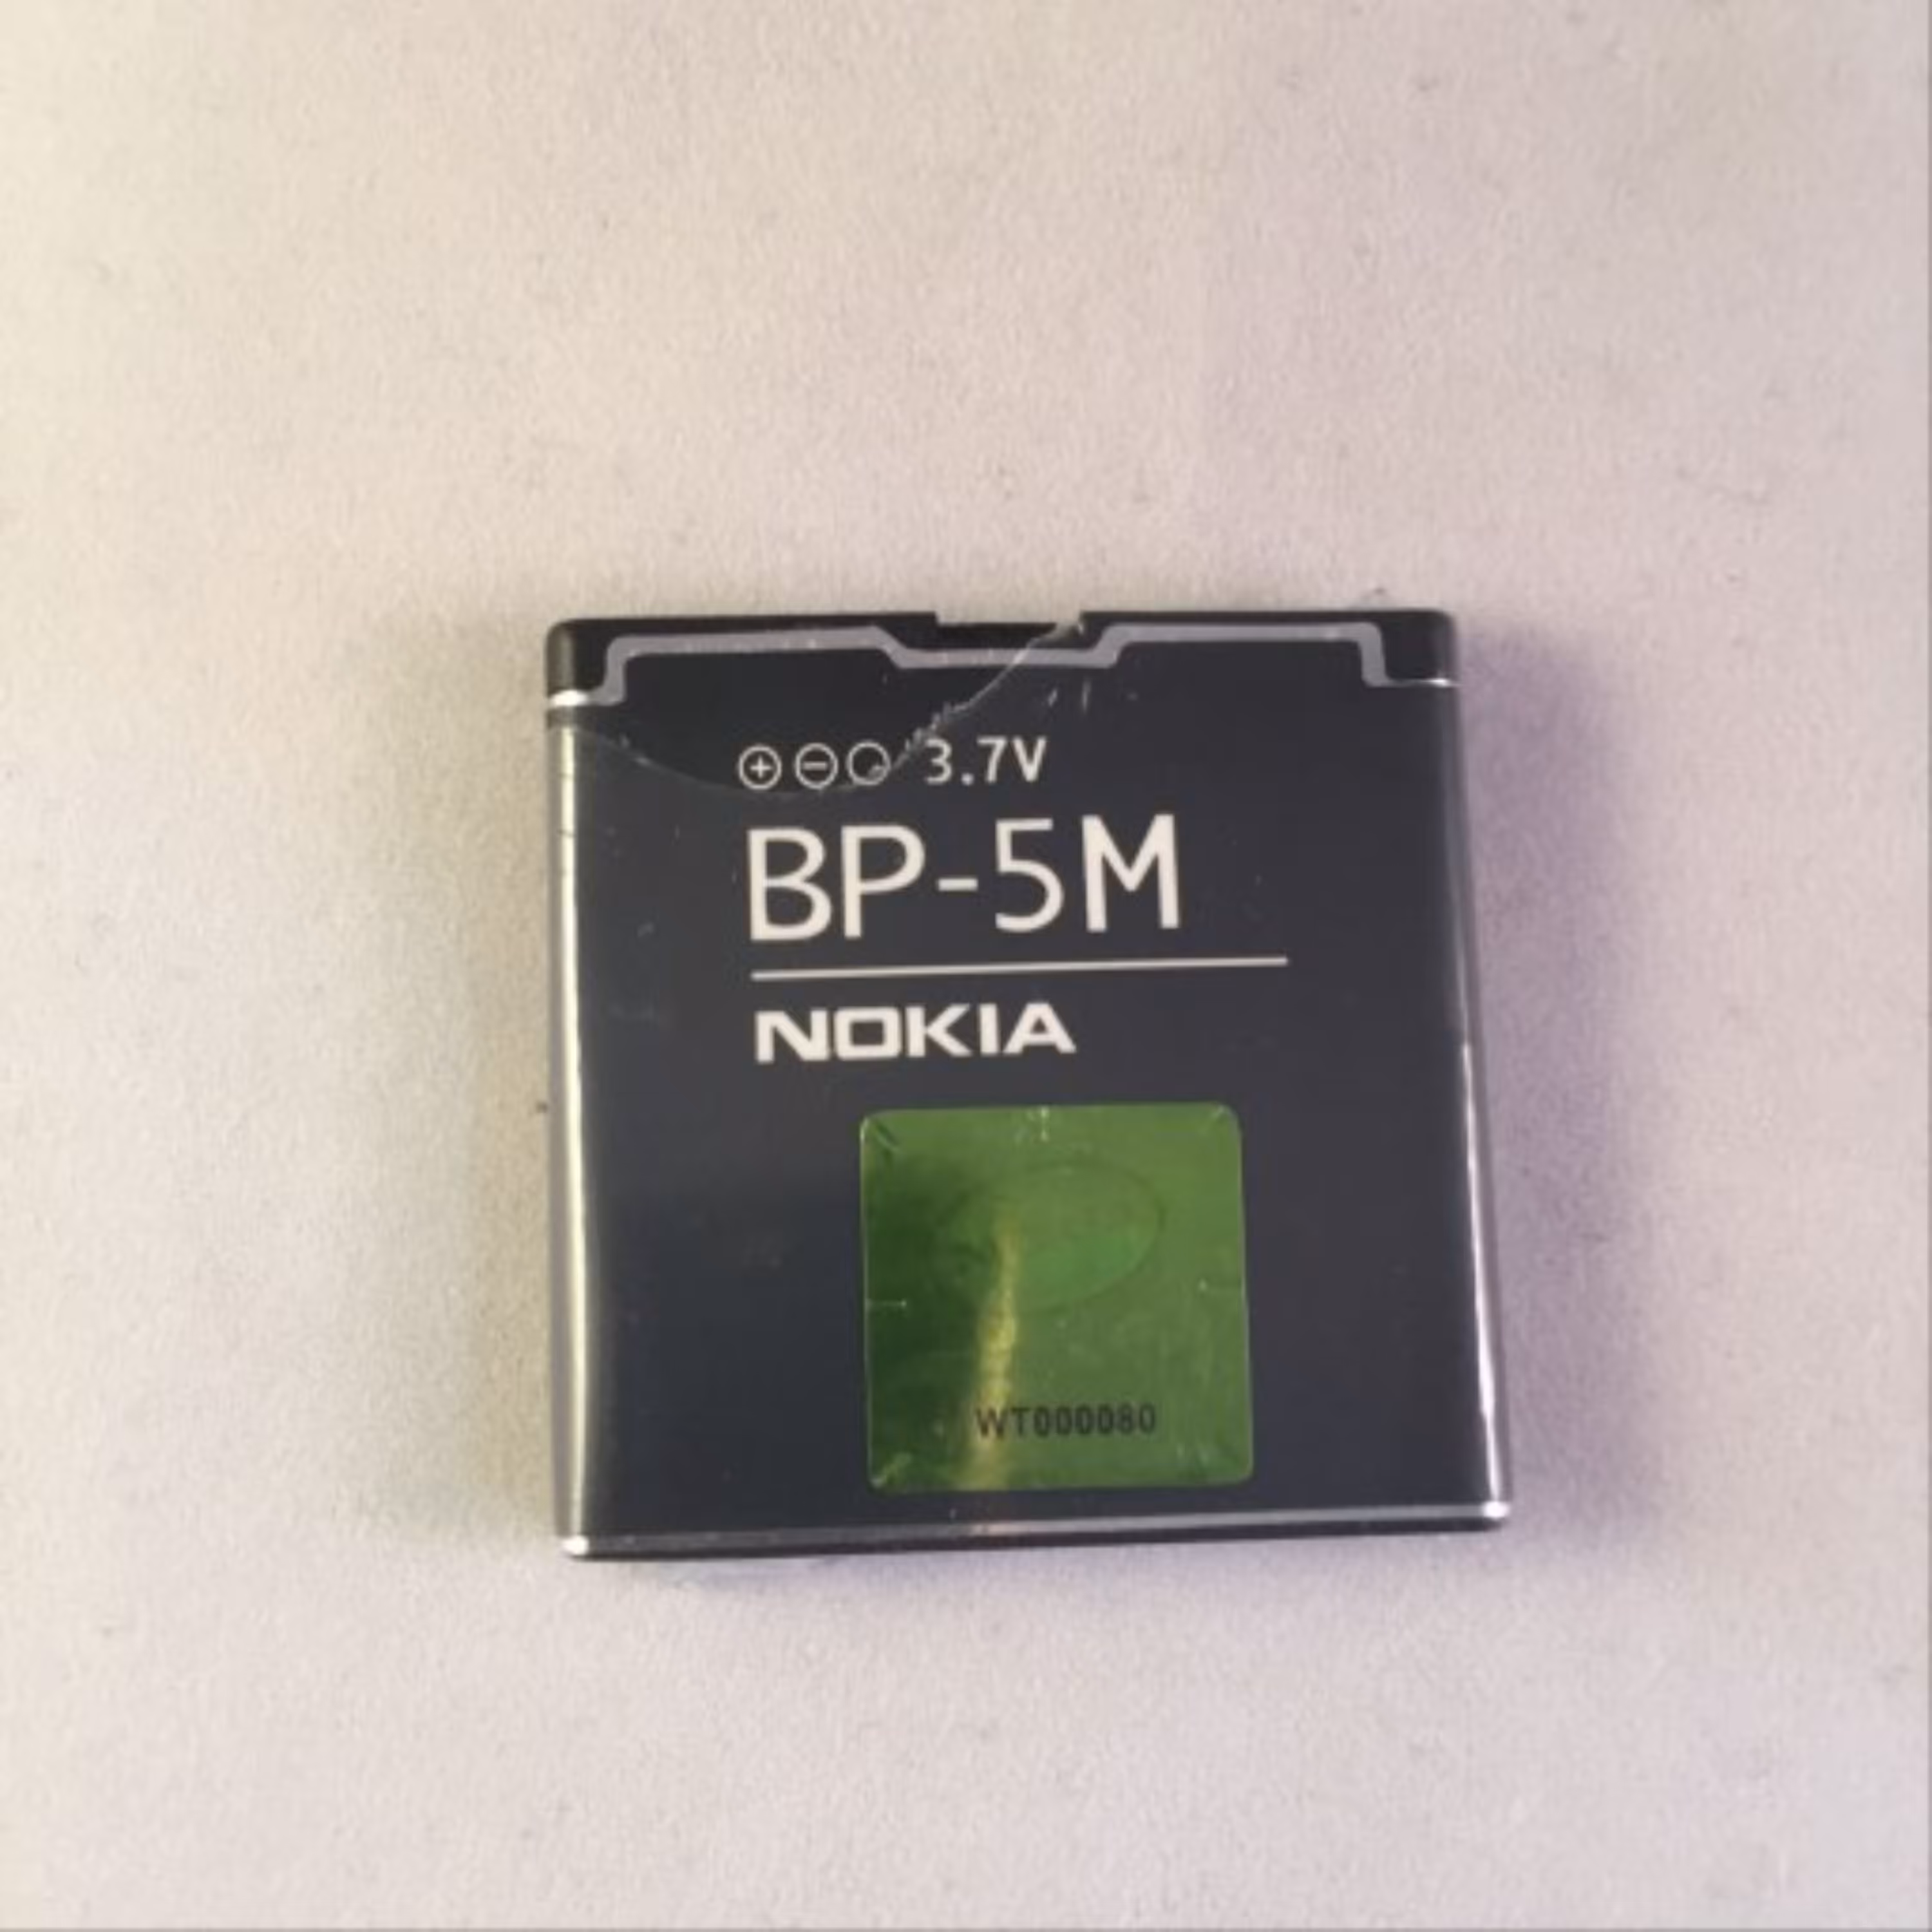 ⊕⊖○ 3.7V
BP-5M
NOKIA
WT000080